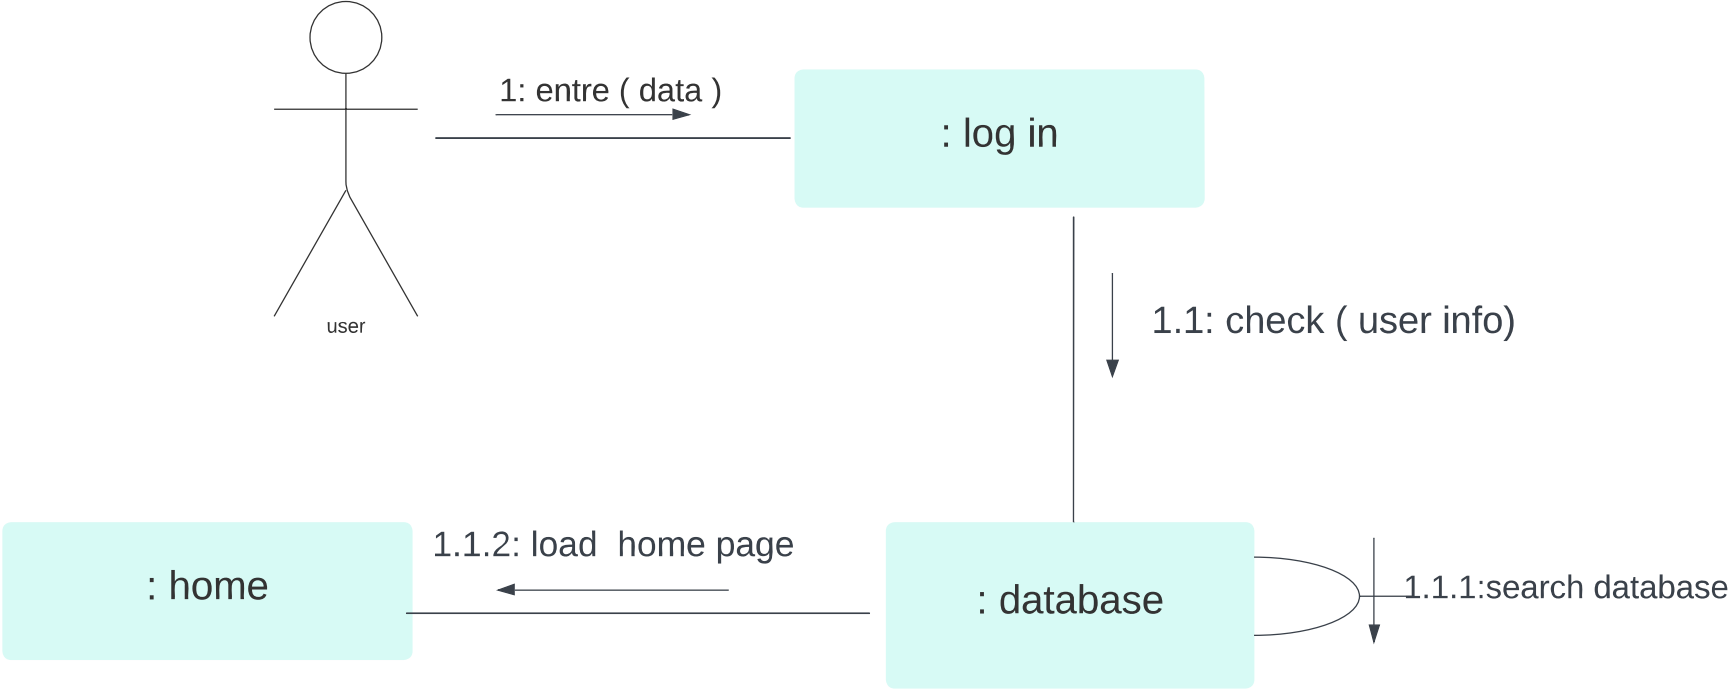 1: entre ( data )
: log in
user
1.1: check ( user info)
1.1.2: load  home page
: home
: database
1.1.1:search database